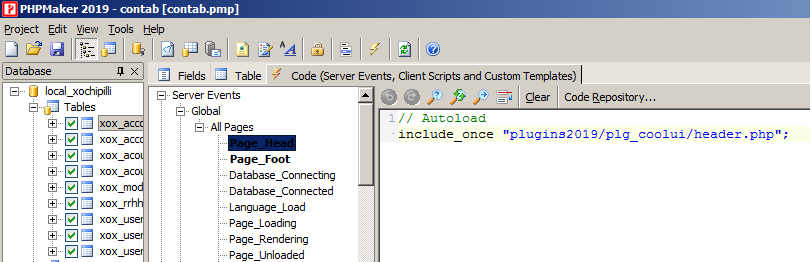 PHPMaker 2019 - contab [contab.pmp]
Project Edit View Tools Help
Database
Fields Table Code (Server Events, Client Scripts and Custom Templates)
local_xochipilli
Tables
xox_acco
xox_acco
xox_acou
xox_acou
xox_mod
xox_rrhh
xox_user
xox_user
xox_user
Server Events
Global
All Pages
Page_Head
Page_Foot
Database_Connecting
Database_Connected
Language_Load
Page_Loading
Page_Rendering
Page_Unloaded
Clear Code Repository...
1 // Autoload
include_once "plugins2019/plg_coolui/header.php";